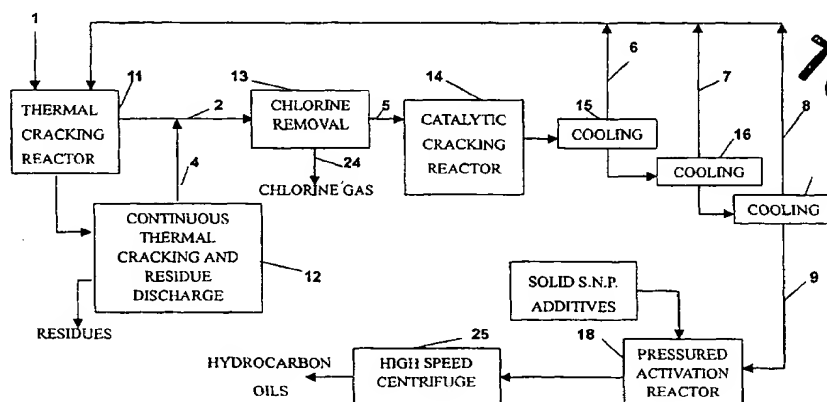 1
6
7
8
11
2
13
14
15
16
THERMAL
CRACKING
REACTOR
CHLORINE
REMOVAL
5
CATALYTIC
CRACKING
REACTOR
COOLING
COOLING
COOLING
4
24
CHLORINE GAS
CONTINUOUS
THERMAL
CRACKING AND
RESIDUE
DISCHARGE
12
9
RESIDUES
SOLID S.N.P.
ADDITIVES
25
18
HYDROCARBON
OILS
HIGH SPEED
CENTRIFUGE
PRESSURED
ACTIVATION
REACTOR